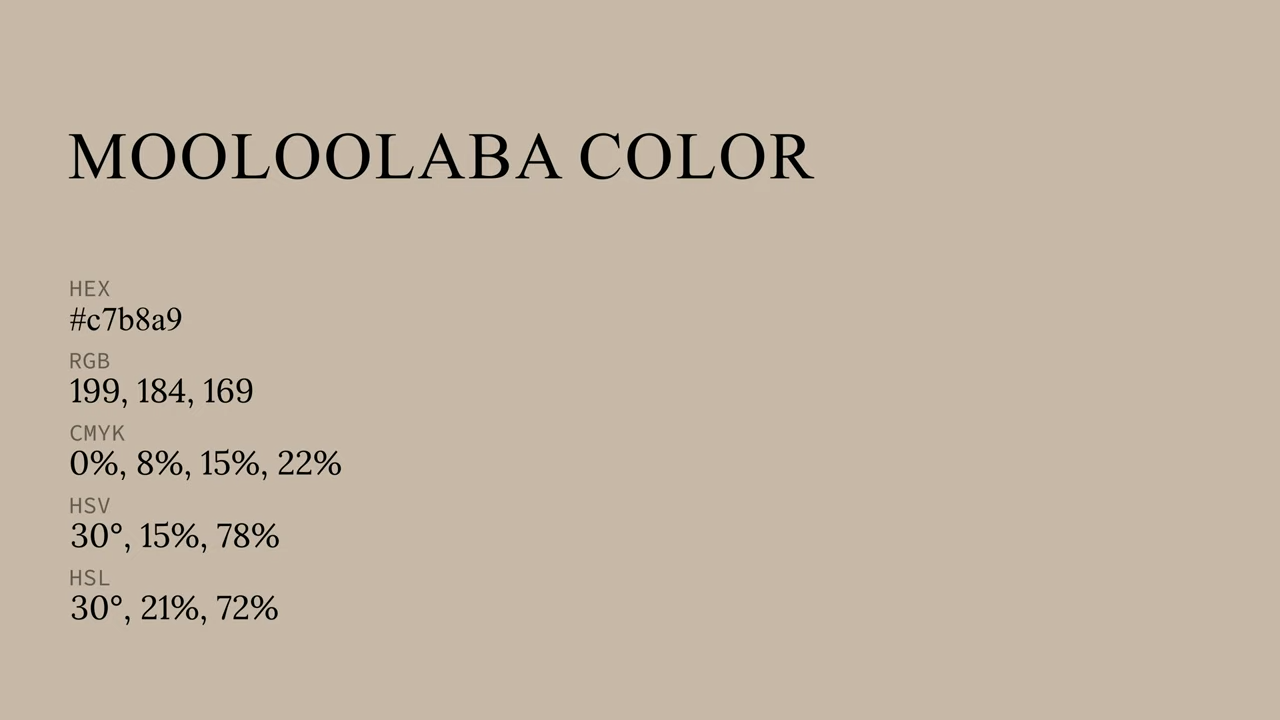 MOOLOOLABA COLOR
HEX
#c7b8a9
RGB
199, 184, 169
CMYK
0%, 8%, 15%, 22%
HSV
30°, 15%, 78%
HSL
30°, 21%, 72%